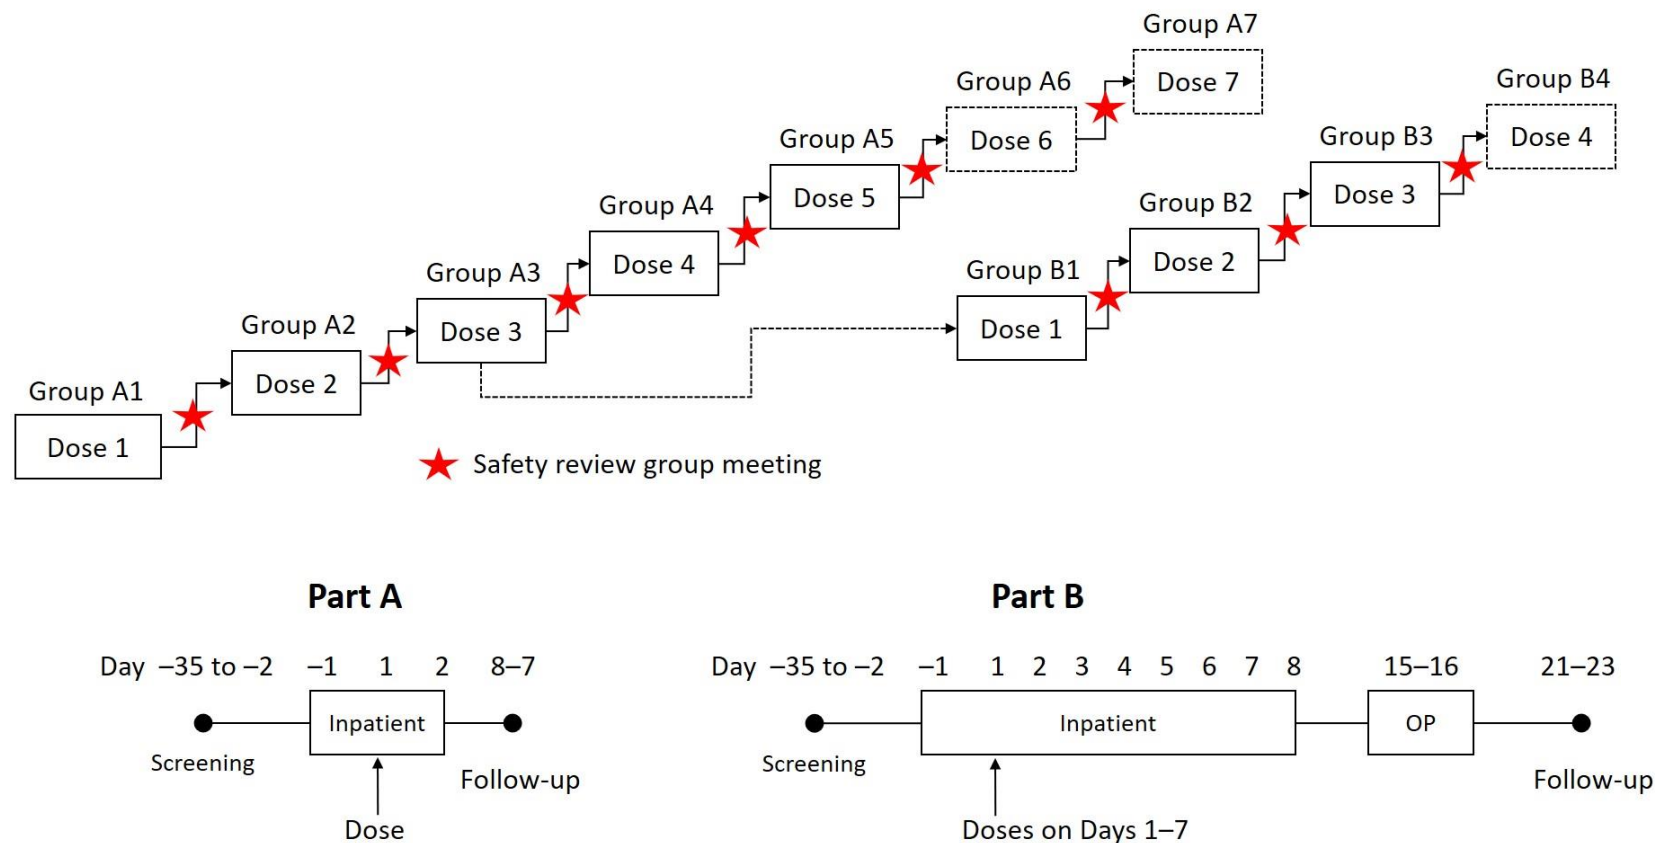 Group A7
Dose 7
Group A6
Dose 6
Group B4
Dose 4
Group A5
Dose 5
Group B3
Dose 3
Group A4
Dose 4
Group B2
Dose 2
Group A3
Dose 3
Group B1
Dose 1
Group A2
Dose 2
Group A1
Dose 1
Safety review group meeting
Part A
Day –35 to –2 –1 1 2 8–7
Inpatient
Screening
Follow-up
Dose
Part B
Day –35 to –2 –1 1 2 3 4 5 6 7 8 15–16 21–23
Inpatient
OP
Screening
Follow-up
Doses on Days 1–7